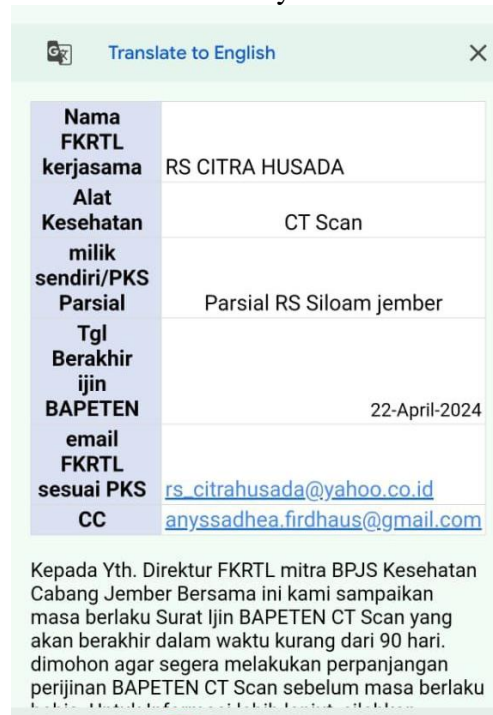 Translate to English
Nama
FKRTL
kerjasama RS CITRA HUSADA
Alat
Kesehatan CT Scan
milik
sendiri/PKS
Parsial Parsial RS Siloam jember
Tgl
Berakhir
ijin
BAPETEN 22-April-2024
email
FKRTL
sesuai PKS rs_citrahusada@yahoo.co.id
CC anyssadhea.firdhaus@gmail.com
Kepada Yth. Direktur FKRTL mitra BPJS Kesehatan
Cabang Jember Bersama ini kami sampaikan
masa berlaku Surat Ijin BAPETEN CT Scan yang
akan berakhir dalam waktu kurang dari 90 hari.
dimohon agar segera melakukan perpanjangan
perijinan BAPETEN CT Scan sebelum masa berlaku